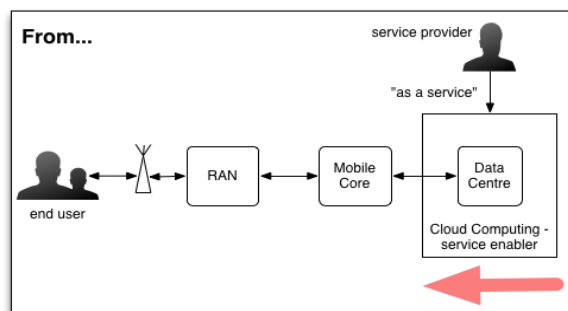 From...
service provider
"as a service"
end user
RAN
Mobile
Core
Data
Centre
Cloud Computing -
service enabler